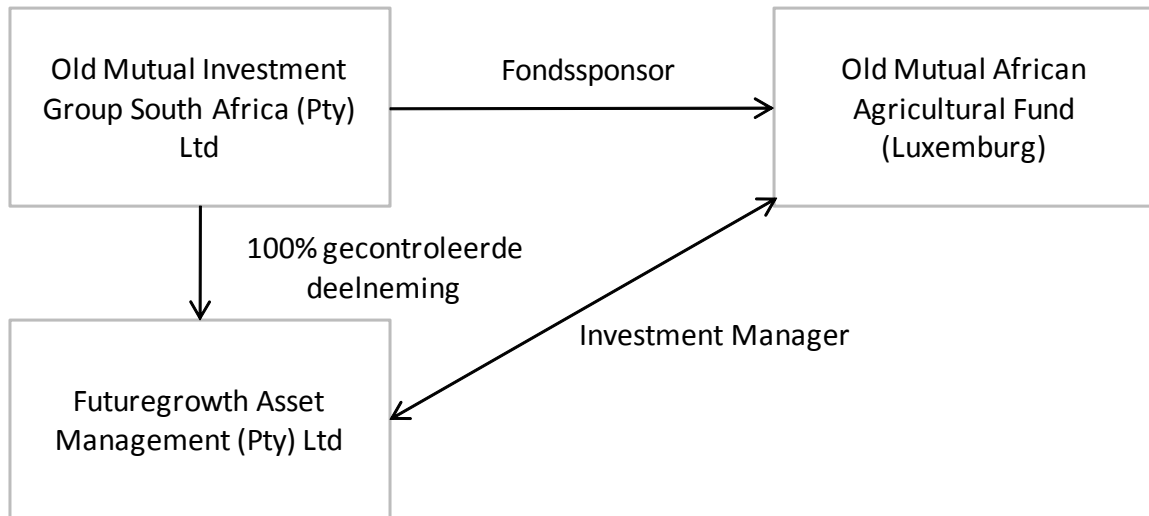 Old Mutual Investment
Group South Africa (Pty)
Ltd
Fondssponsor
Old Mutual African
Agricultural Fund
(Luxemburg)
100% gecontroleerde
deelneming
Investment Manager
Futuregrowth Asset
Management (Pty) Ltd